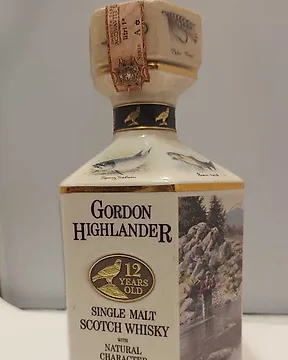 GORDON
HIGHLANDER
12
YEARS
OLD
SINGLE MALT
SCOTCH WHISKY
WITH
NATURAL
CHARACTER